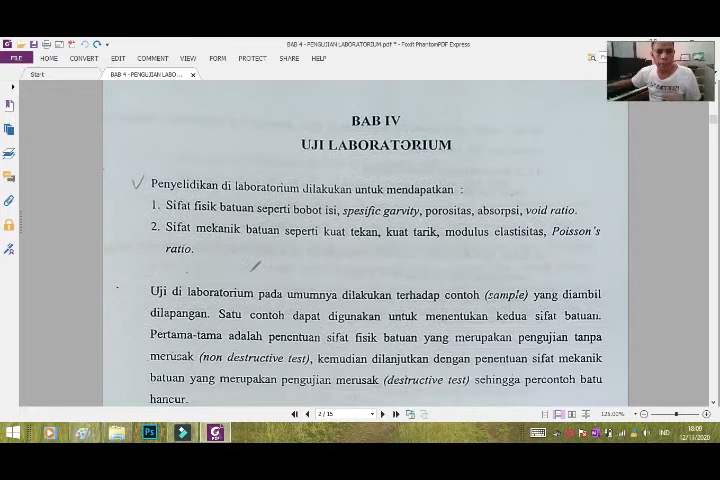 BAB 4 - PENGUJIAN LABORATORIUM.pdf * - Foxit PhantomPDF Express
FILE HOME CONVERT EDIT COMMENT VIEW FORM PROTECT SHARE HELP
Start BAB 4 - PENGUJIAN LABO...
BAB IV
UJI LABORATORIUM
Penyelidikan di laboratorium dilakukan untuk mendapatkan :
1. Sifat fisik batuan seperti bobot isi, spesific garvity, porositas, absorpsi, void ratio.
2. Sifat mekanik batuan seperti kuat tekan, kuat tarik, modulus elastisitas, Poisson's
ratio.
Uji di laboratorium pada umumnya dilakukan terhadap contoh (sample) yang diambil
dilapangan. Satu contoh dapat digunakan untuk menentukan kedua sifat batuan.
Pertama-tama adalah penentuan sifat fisik batuan yang merupakan pengujian tanpa
merusak (non destructive test), kemudian dilanjutkan dengan penentuan sifat mekanik
batuan yang merupakan pengujian merusak (destructive test) sehingga percontoh batu
hancur.
2 / 15
125.00%
Ps
PDF
IND
18:09
12/11/2020